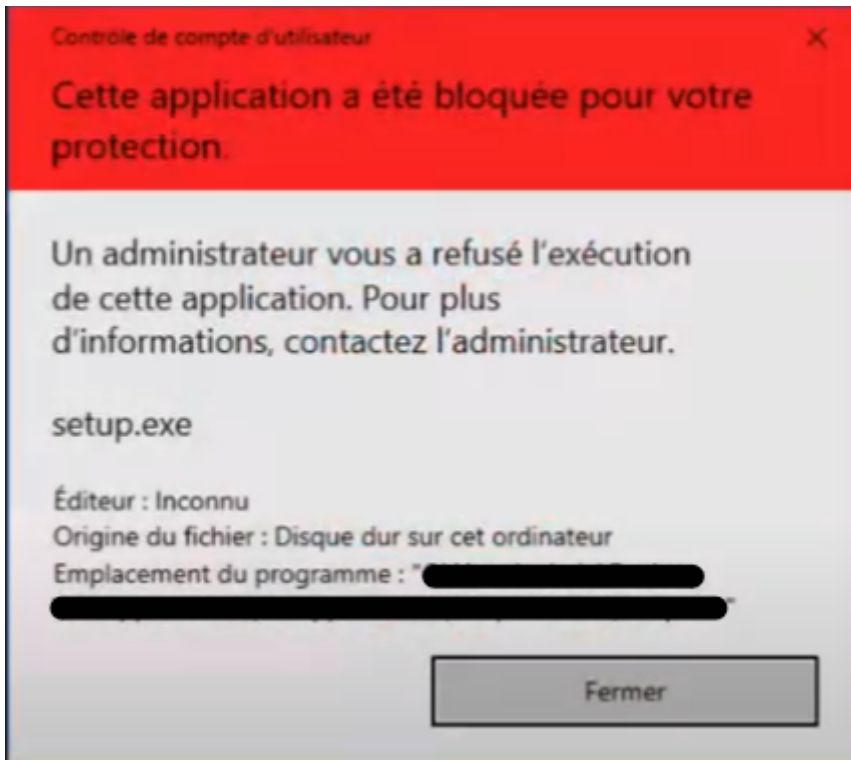 Contrôle de compte d'utilisateur
Cette application a été bloquée pour votre
protection.
Un administrateur vous a refusé l'exécution
de cette application. Pour plus
d'informations, contactez l'administrateur.
setup.exe
Éditeur : Inconnu
Origine du fichier : Disque dur sur cet ordinateur
Emplacement du programme : "
"
Fermer